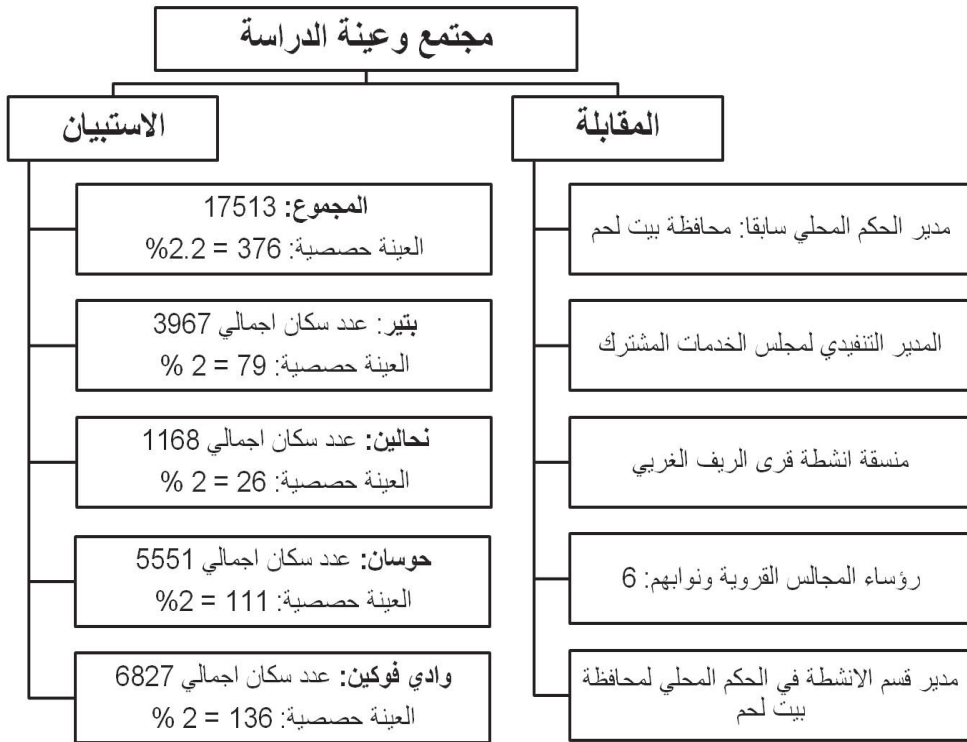 مجتمع وعينة الدراسة
المقابلة
مدير الحكم المحلي سابقا: محافظة بيت لحم
المدير التنفيدي لمجلس الخدمات المشترك
منسقة انشطة قرى الريف الغربي
رؤساء المجالس القروية ونوابهم: 6
مدير قسم الانشطة في الحكم المحلي لمحافظة
بيت لحم
الاستبيان
المجموع: 17513
العينة حصصية: 376 = 2.2%
بتير: عدد سكان اجمالي 3967
العينة حصصية: 79 = 2 %
نحالين: عدد سكان اجمالي 1168
العينة حصصية: 26 = 2 %
حوسان: عدد سكان اجمالي 5551
العينة حصصية: 111 = 2%
وادي فوكين: عدد سكان اجمالي 6827
العينة حصصية: 136 = 2 %